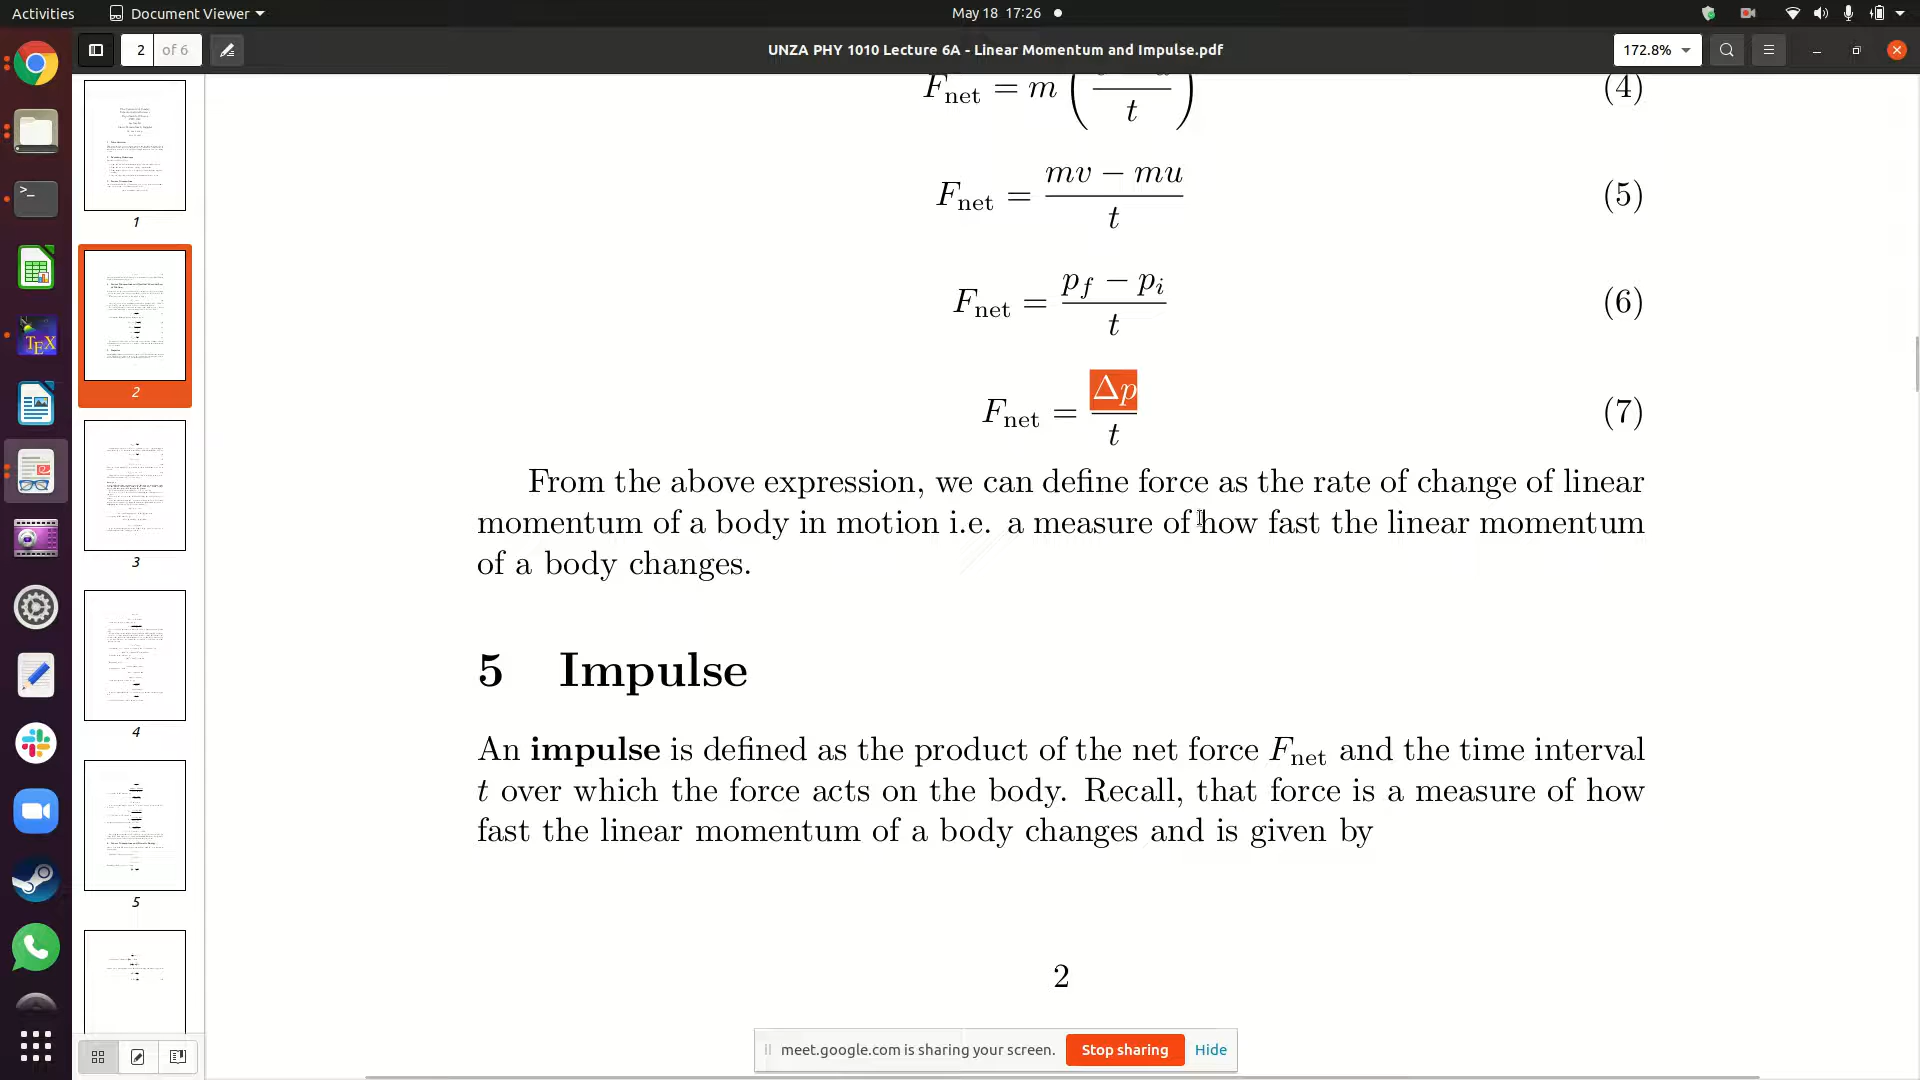 Activities
Document Viewer
May 18 17:26
2 of 6
UNZA PHY 1010 Lecture 6A - Linear Momentum and Impulse.pdf
172.8%
F_net = m ( / t ) (4)
F_net = (mv − mu) / t (5)
F_net = (p_f − p_i) / t (6)
F_net = Δp / t (7)
From the above expression, we can define force as the rate of change of linear
momentum of a body in motion i.e. a measure of how fast the linear momentum
of a body changes.
5 Impulse
An impulse is defined as the product of the net force F_net and the time interval
t over which the force acts on the body. Recall, that force is a measure of how
fast the linear momentum of a body changes and is given by
2
1
2
3
4
5
meet.google.com is sharing your screen.
Stop sharing
Hide